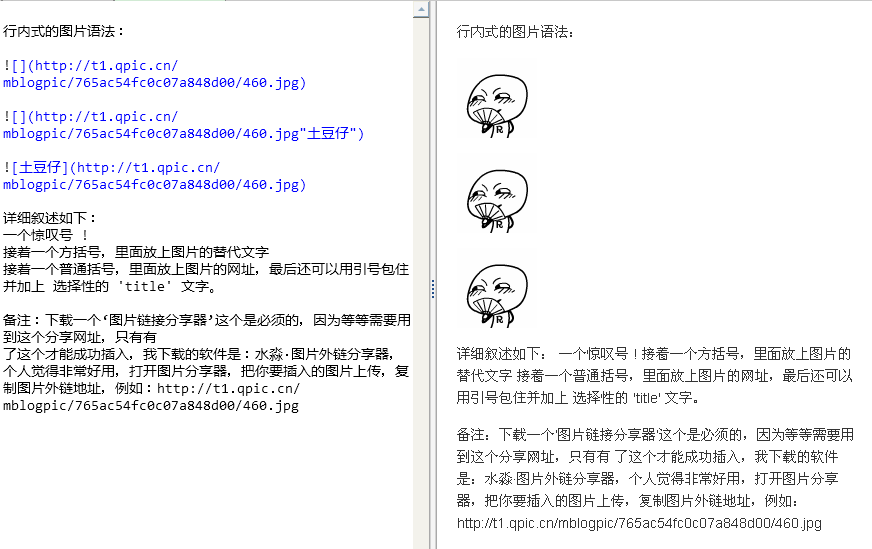 行内式的图片语法：
![](http://t1.qpic.cn/
mblogpic/765ac54fc0c07a848d00/460.jpg)
![](http://t1.qpic.cn/
mblogpic/765ac54fc0c07a848d00/460.jpg"土豆仔")
![土豆仔](http://t1.qpic.cn/
mblogpic/765ac54fc0c07a848d00/460.jpg)
详细叙述如下：
一个惊叹号 !
接着一个方括号，里面放上图片的替代文字
接着一个普通括号，里面放上图片的网址，最后还可以用引号包住
并加上 选择性的 'title' 文字。
备注：下载一个‘图片链接分享器’这个是必须的，因为等等需要用
到这个分享网址，只有有
了这个才能成功插入，我下载的软件是：水淼·图片外链分享器，
个人觉得非常好用，打开图片分享器，把你要插入的图片上传，复
制图片外链地址，例如：http://t1.qpic.cn/
mblogpic/765ac54fc0c07a848d00/460.jpg
行内式的图片语法：
R
R
R
详细叙述如下： 一个惊叹号 ! 接着一个方括号，里面放上图片的
替代文字 接着一个普通括号，里面放上图片的网址，最后还可以
用引号包住并加上 选择性的 'title' 文字。
备注：下载一个‘图片链接分享器’这个是必须的，因为等等需要用
到这个分享网址，只有有 了这个才能成功插入，我下载的软件
是：水淼·图片外链分享器，个人觉得非常好用，打开图片分享
器，把你要插入的图片上传，复制图片外链地址，例如：
http://t1.qpic.cn/mblogpic/765ac54fc0c07a848d00/460.jpg